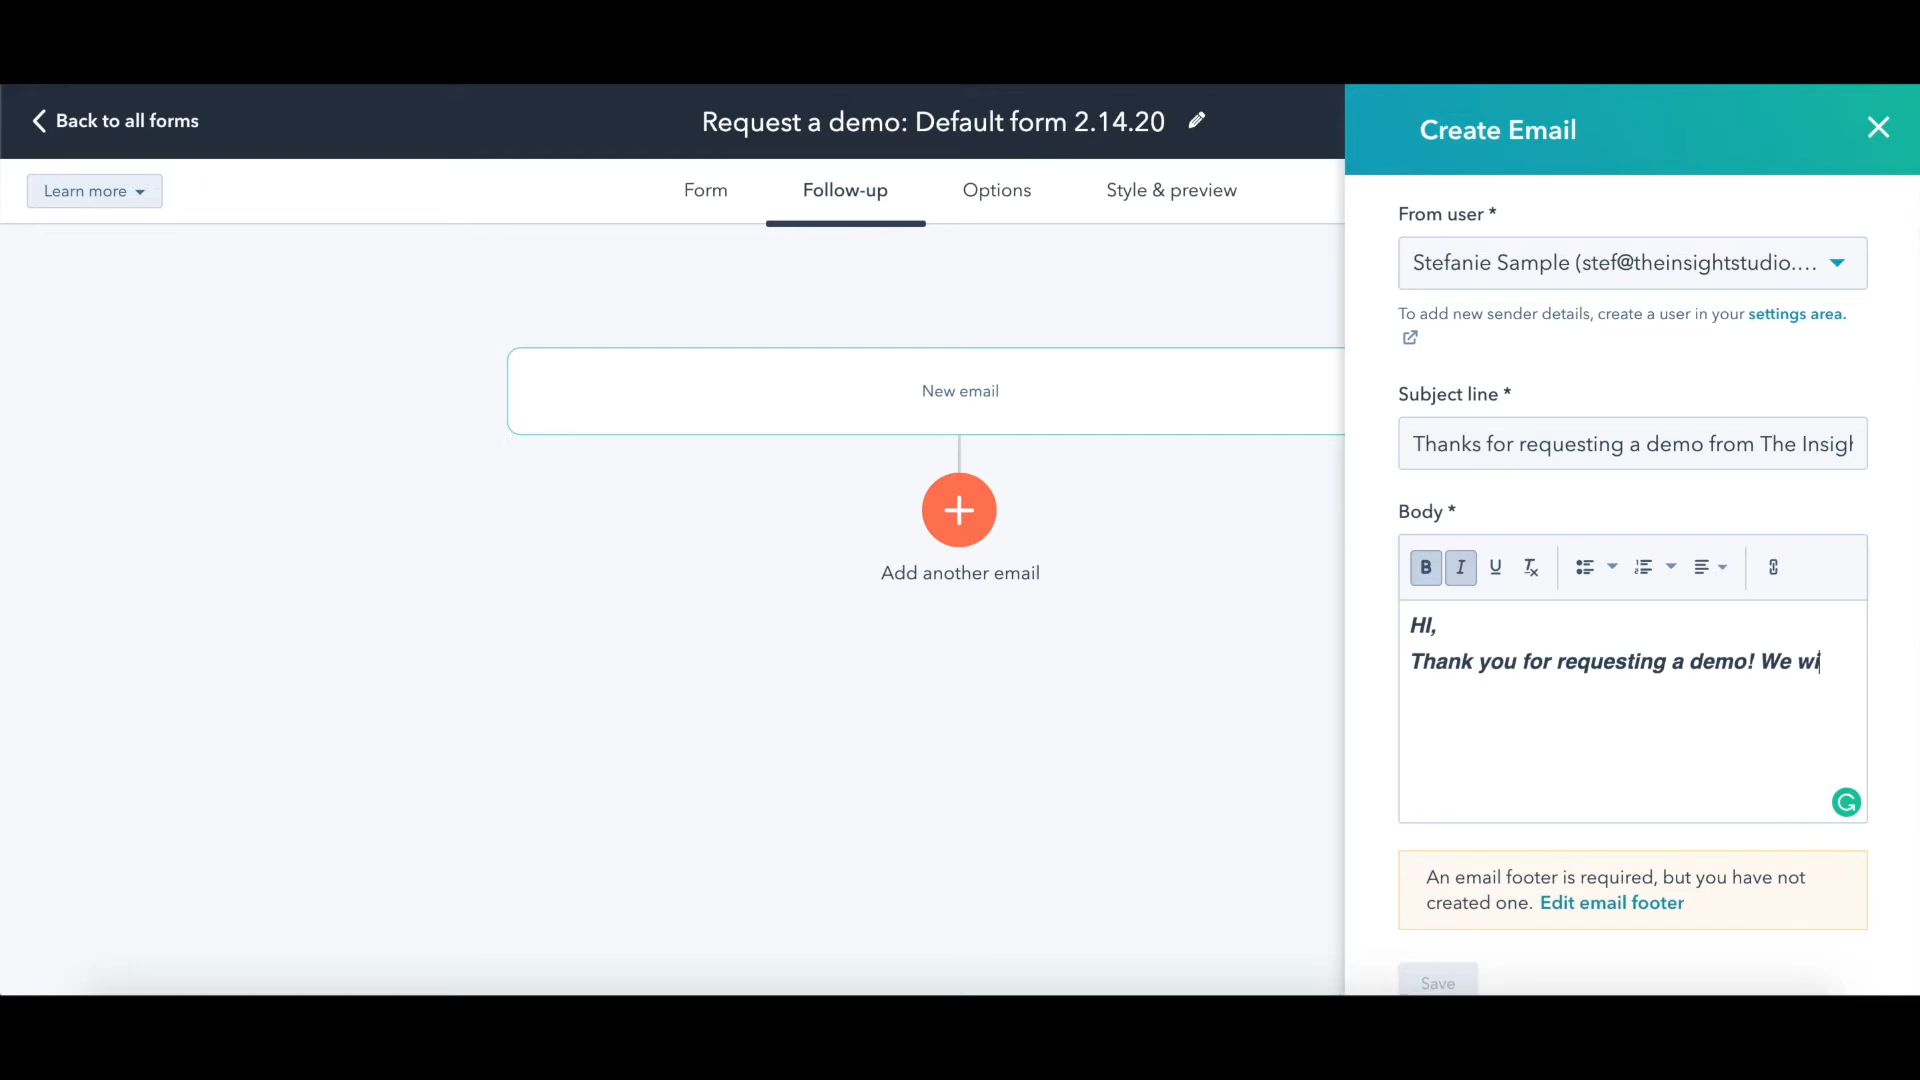 Back to all forms
Request a demo: Default form 2.14.20
Create Email
Learn more
Form
Follow-up
Options
Style & preview
From user *
Stefanie Sample (stef@theinsightstudio....
To add new sender details, create a user in your settings area.
Subject line *
Thanks for requesting a demo from The Insigh
New email
Add another email
Body *
B I U Tx
HI,
Thank you for requesting a demo! We wi
An email footer is required, but you have not
created one. Edit email footer
Save